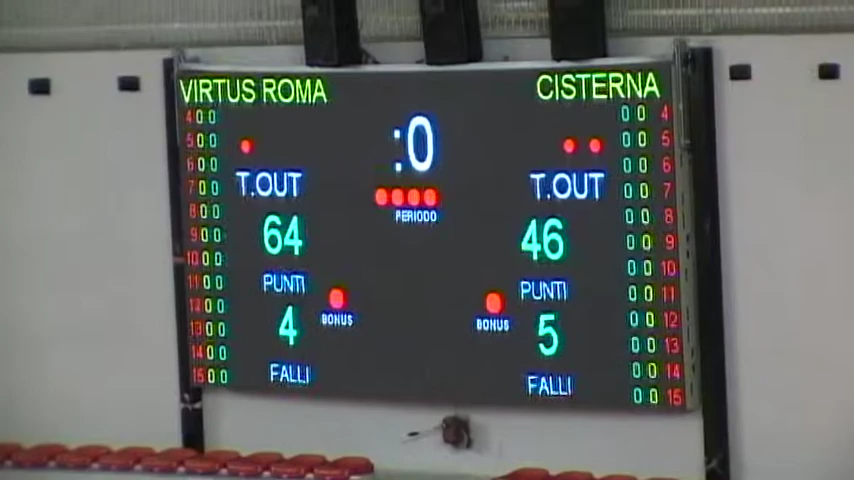 VIRTUS ROMA CISTERNA
:0
T.OUT T.OUT
PERIODO
64 46
PUNTI PUNTI
BONUS BONUS
4 5
FALLI FALLI
4 0 0 0 0 4
5 0 0 0 0 5
6 0 0 0 0 6
7 0 0 0 0 7
8 0 0 0 0 8
9 0 0 0 0 9
10 0 0 0 0 10
11 0 0 0 0 11
12 0 0 0 0 12
13 0 0 0 0 13
14 0 0 0 0 14
15 0 0 0 0 15